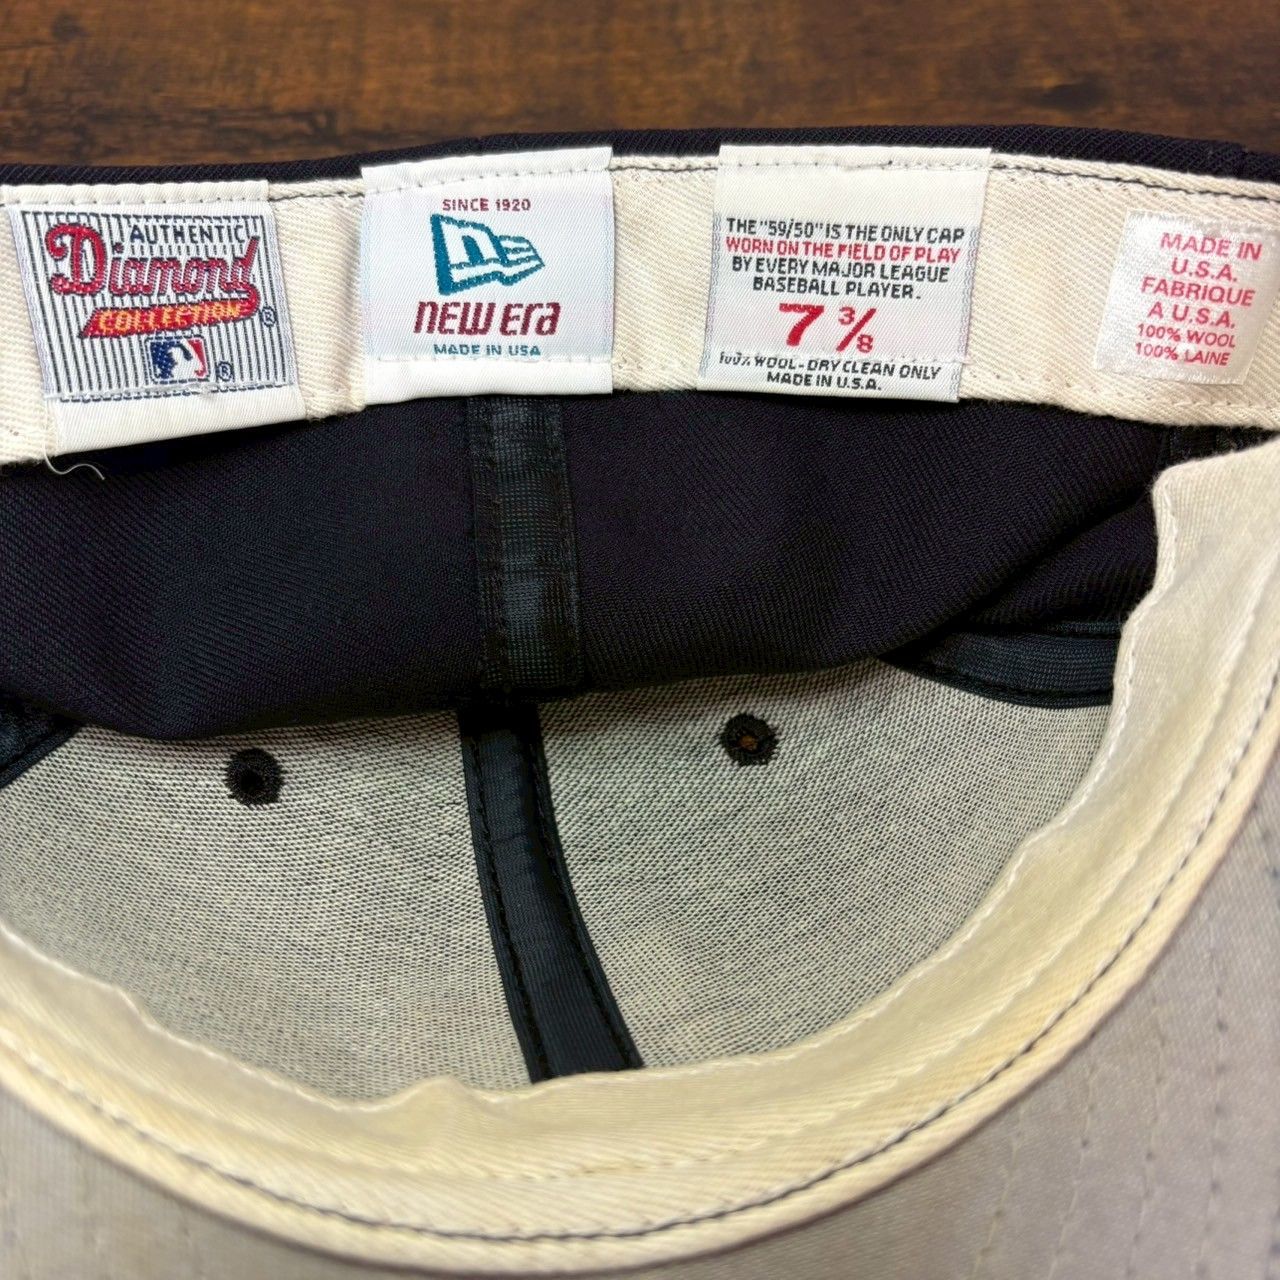 AUTHENTIC
Diamond
COLLECTION ®
®
SINCE 1920
NEW ERA
MADE IN USA
THE "59/50" IS THE ONLY CAP
WORN ON THE FIELD OF PLAY
BY EVERY MAJOR LEAGUE
BASEBALL PLAYER.
7 3/8
100% WOOL - DRY CLEAN ONLY
MADE IN U.S.A.
MADE IN
U.S.A.
FABRIQUE
A U.S.A.
100% WOOL
100% LAINE